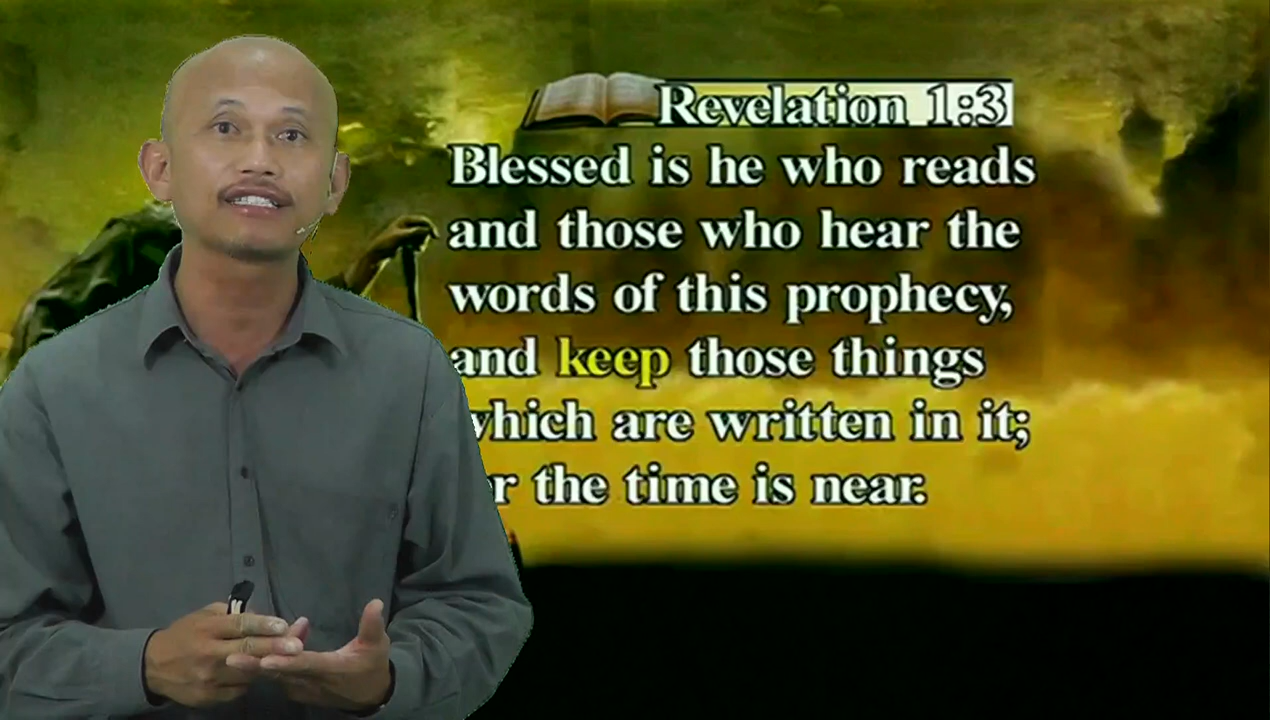 Revelation 1:3
Blessed is he who reads
and those who hear the
words of this prophecy,
and keep those things
which are written in it;
the time is near.